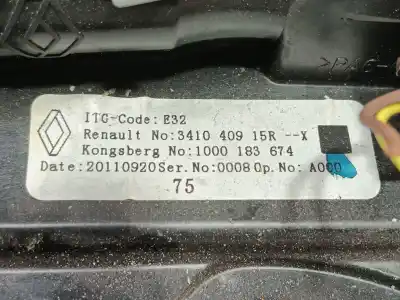 ITG-Code: E32
Renault No:3410 409 15R --X
Kongsberg No:1000 183 674
Date:20110920Ser.No:0008Op.No: A000
75